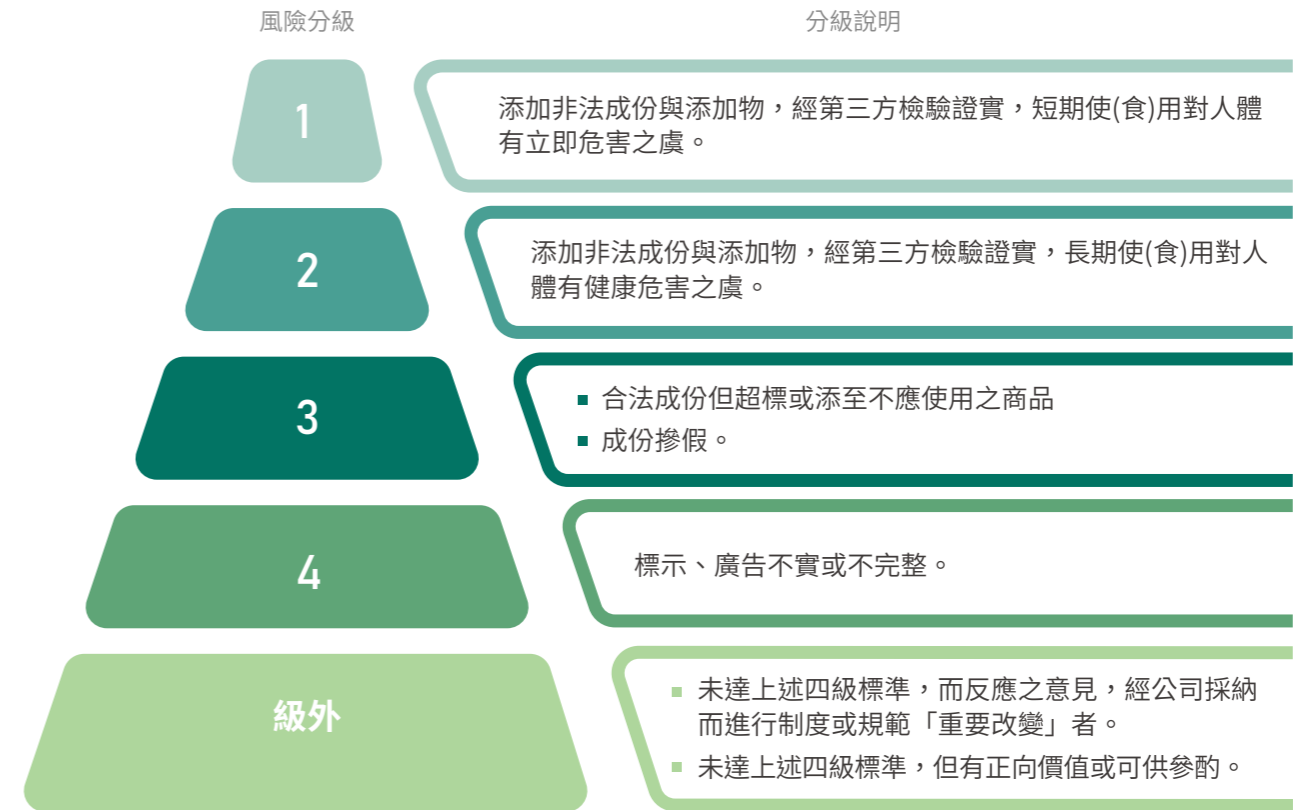 風險分級
分級說明
1
添加非法成份與添加物，經第三方檢驗證實，短期使(食)用對人體
有立即危害之虞。
2
添加非法成份與添加物，經第三方檢驗證實，長期使(食)用對人
體有健康危害之虞。
3
▪ 合法成份但超標或添至不應使用之商品
▪ 成份摻假。
4
標示、廣告不實或不完整。
級外
▪ 未達上述四級標準，而反應之意見，經公司採納
而進行制度或規範「重要改變」者。
▪ 未達上述四級標準，但有正向價值或可供參酌。